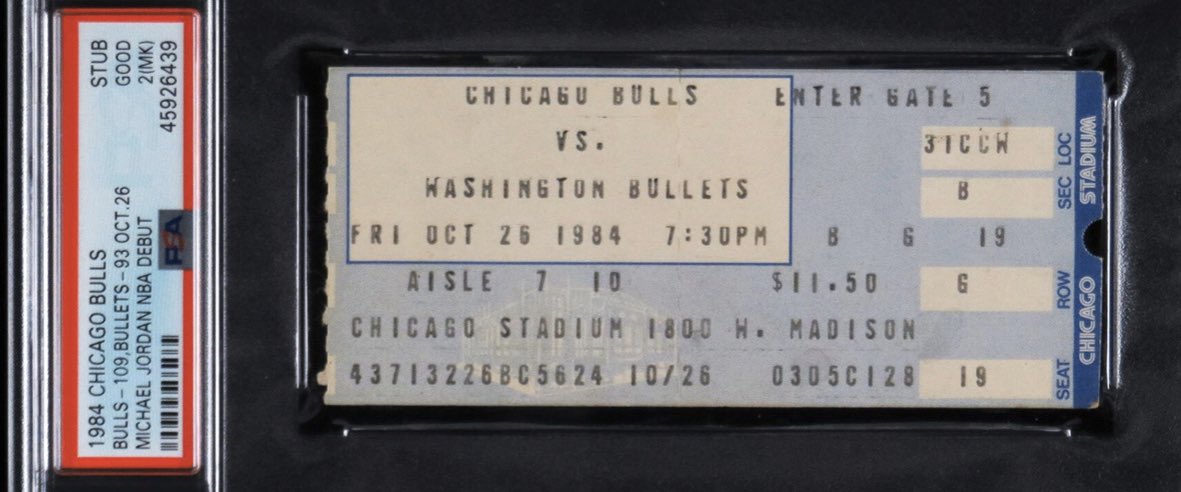 1984 CHICAGO BULLS STUB
BULLS-109,BULLETS-93 OCT.26 GOOD
MICHAEL JORDAN NBA DEBUT 2(MK)
45926439
PSA
CHICAGO BULLS
VS.
WASHINGTON BULLETS
FRI OCT 26 1984 7:30PM
ENTER GATE 5
31CCW
B
B G 19
AISLE 7 10 $11.50
G
CHICAGO STADIUM 1800 W. MADISON
43713226BC5624 10/26 0305C128
19
SEC LOC
ROW
SEAT
CHICAGO STADIUM